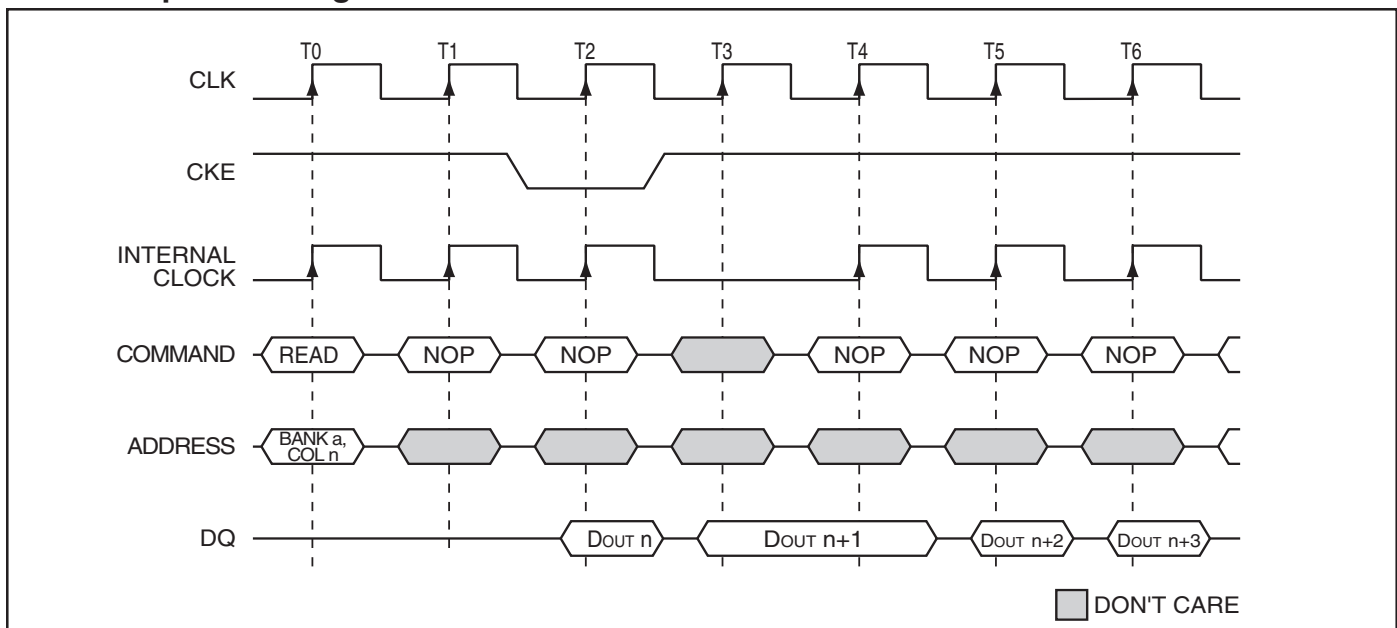 T0 T1 T2 T3 T4 T5 T6
CLK
CKE
INTERNAL
CLOCK
COMMAND READ NOP NOP NOP NOP NOP
ADDRESS BANK a,
COL n
DQ DOUT n DOUT n+1 DOUT n+2 DOUT n+3
DON'T CARE